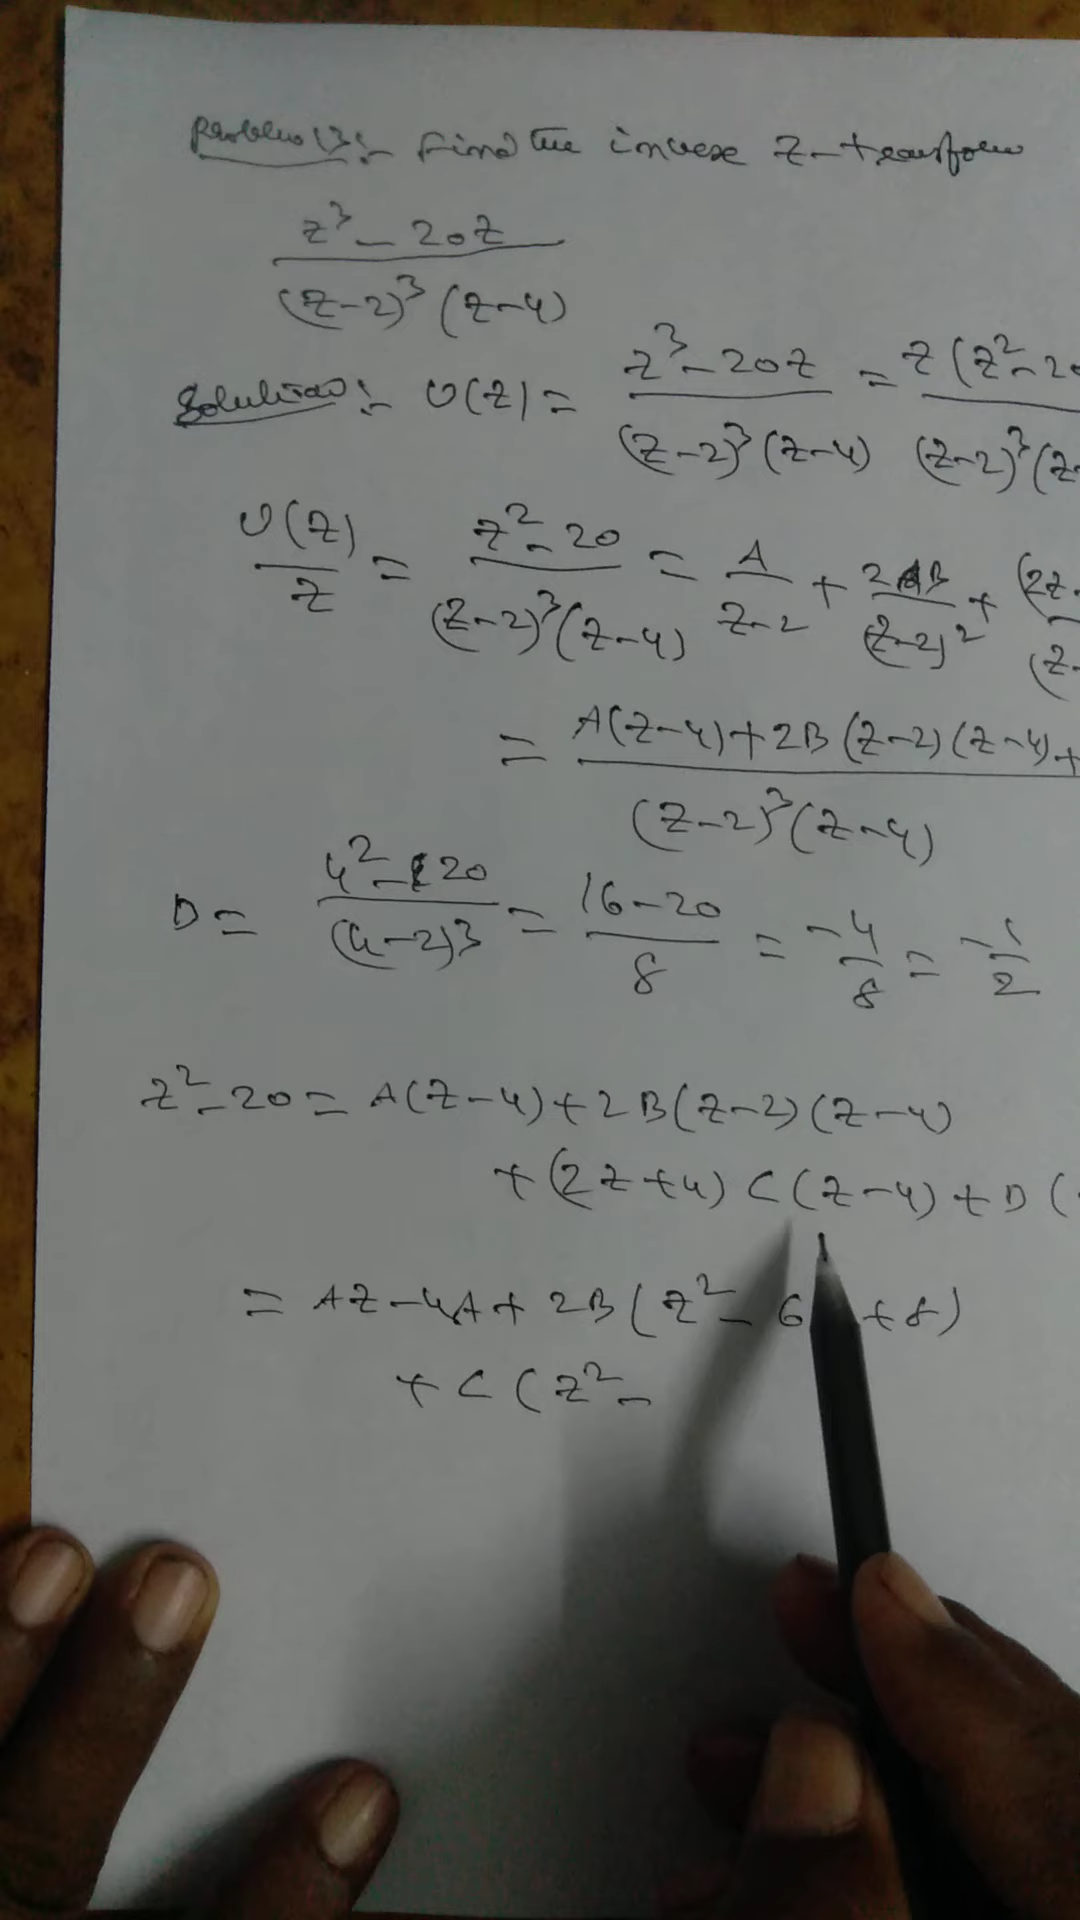 Problem 13:- Find the inverse Z-transform
z³ - 20z
(z-2)³ (z-4)
Solution:- U(z) = z³ - 20z / (z-2)³ (z-4) = z (z² - 20 / (z-2)³ (z-
U(z)/z = z² - 20 / (z-2)³ (z-4) = A / z-2 + 2B / (z-2)² + (2z- / (z-
= A(z-4) + 2B (z-2) (z-4) +
(z-2)³ (z-4)
D = 4² - 20 / (4-2)³ = 16-20 / 8 = -4/8 = -1/2
z² - 20 = A(z-4) + 2B(z-2) (z-4)
+ (2z+4) C (z-4) + D (
= Az - 4A + 2B (z² - 6 + 8)
+ C (z² -